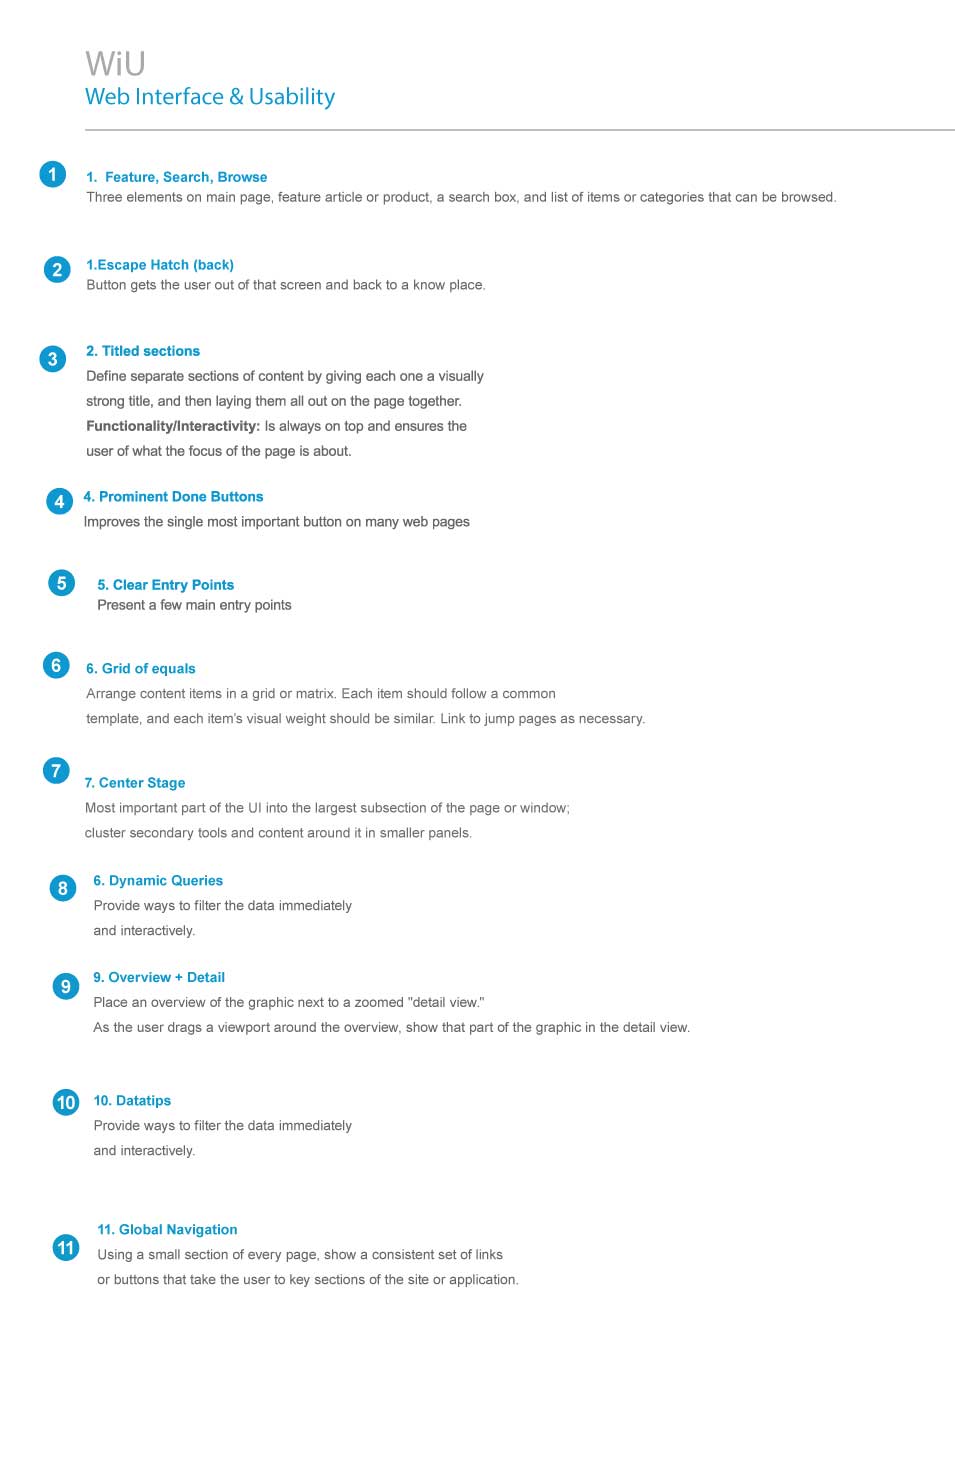 WiU
Web Interface & Usability
1
1. Feature, Search, Browse
Three elements on main page, feature article or product, a search box, and list of items or categories that can be browsed.
2
1.Escape Hatch (back)
Button gets the user out of that screen and back to a know place.
3
2. Titled sections
Define separate sections of content by giving each one a visually
strong title, and then laying them all out on the page together.
Functionality/Interactivity: Is always on top and ensures the
user of what the focus of the page is about.
4
4. Prominent Done Buttons
Improves the single most important button on many web pages
5
5. Clear Entry Points
Present a few main entry points
6
6. Grid of equals
Arrange content items in a grid or matrix. Each item should follow a common
template, and each item's visual weight should be similar. Link to jump pages as necessary.
7
7. Center Stage
Most important part of the UI into the largest subsection of the page or window;
cluster secondary tools and content around it in smaller panels.
8
6. Dynamic Queries
Provide ways to filter the data immediately
and interactively.
9
9. Overview + Detail
Place an overview of the graphic next to a zoomed "detail view."
As the user drags a viewport around the overview, show that part of the graphic in the detail view.
10
10. Datatips
Provide ways to filter the data immediately
and interactively.
11
11. Global Navigation
Using a small section of every page, show a consistent set of links
or buttons that take the user to key sections of the site or application.